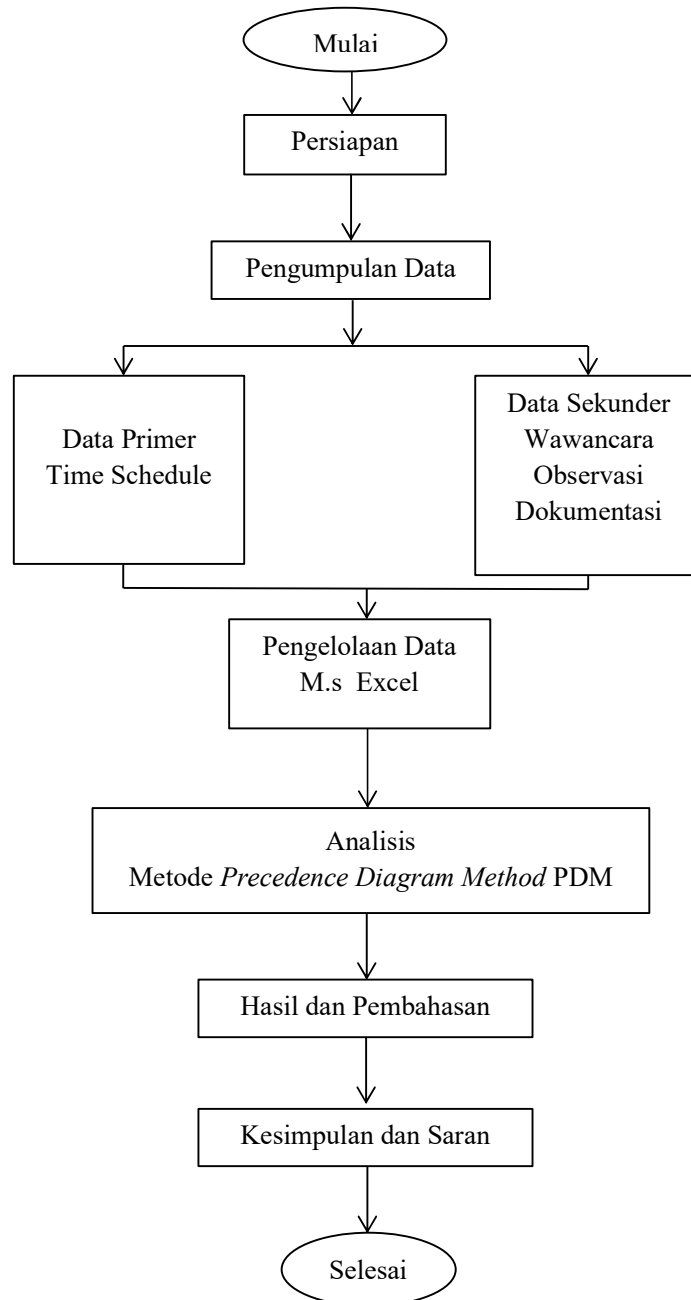 Mulai
Persiapan
Pengumpulan Data
Data Primer
Time Schedule
Data Sekunder
Wawancara
Observasi
Dokumentasi
Pengelolaan Data
M.s Excel
Analisis
Metode Precedence Diagram Method PDM
Hasil dan Pembahasan
Kesimpulan dan Saran
Selesai